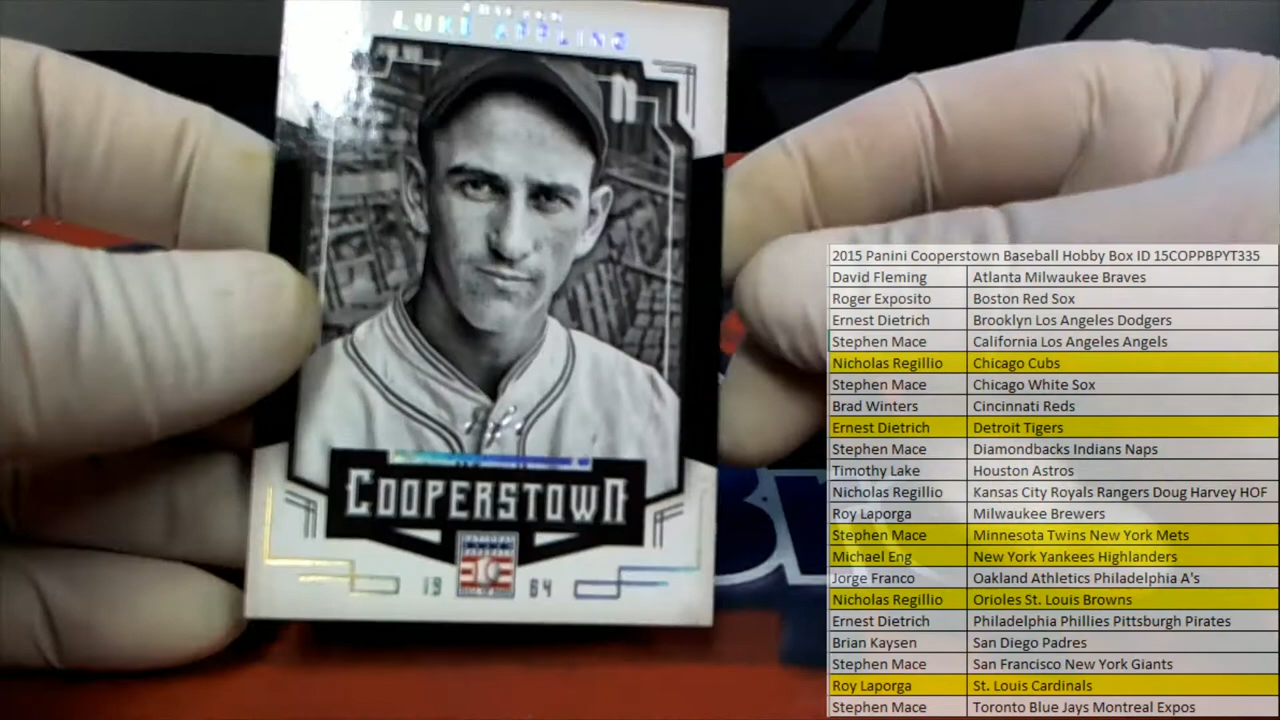 LUKE APPLING
COOPERSTOWN
19 64
2015 Panini Cooperstown Baseball Hobby Box ID 15COPPBPYT335
David Fleming Atlanta Milwaukee Braves
Roger Exposito Boston Red Sox
Ernest Dietrich Brooklyn Los Angeles Dodgers
Stephen Mace California Los Angeles Angels
Nicholas Regillio Chicago Cubs
Stephen Mace Chicago White Sox
Brad Winters Cincinnati Reds
Ernest Dietrich Detroit Tigers
Stephen Mace Diamondbacks Indians Naps
Timothy Lake Houston Astros
Nicholas Regillio Kansas City Royals Rangers Doug Harvey HOF
Roy Laporga Milwaukee Brewers
Stephen Mace Minnesota Twins New York Mets
Michael Eng New York Yankees Highlanders
Jorge Franco Oakland Athletics Philadelphia A's
Nicholas Regillio Orioles St. Louis Browns
Ernest Dietrich Philadelphia Phillies Pittsburgh Pirates
Brian Kaysen San Diego Padres
Stephen Mace San Francisco New York Giants
Roy Laporga St. Louis Cardinals
Stephen Mace Toronto Blue Jays Montreal Expos